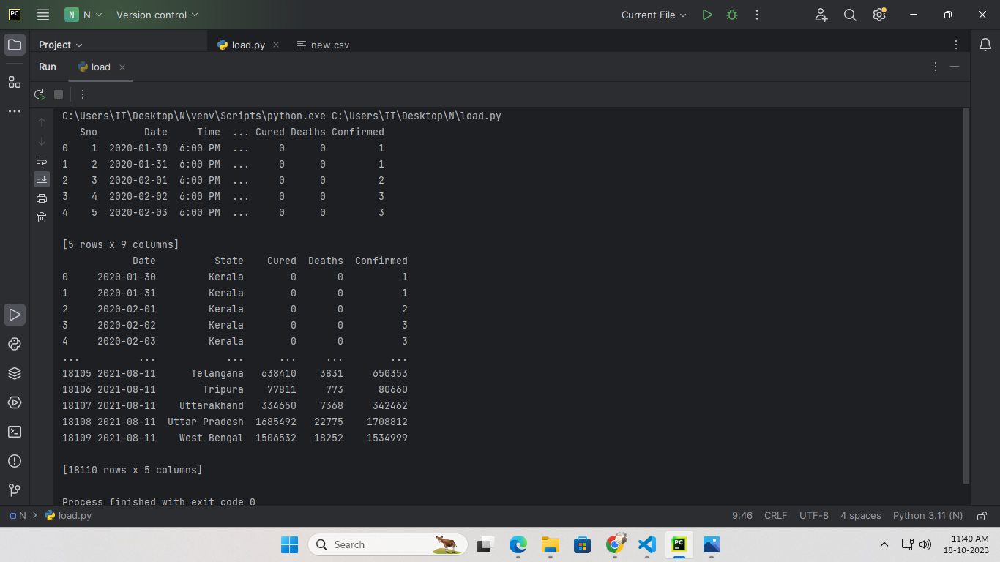 PC N N Version control Current File
Project load.py new.csv
Run load
C:\Users\IT\Desktop\N\venv\Scripts\python.exe C:\Users\IT\Desktop\N\load.py
Sno Date Time ... Cured Deaths Confirmed
0 1 2020-01-30 6:00 PM ... 0 0 1
1 2 2020-01-31 6:00 PM ... 0 0 1
2 3 2020-02-01 6:00 PM ... 0 0 2
3 4 2020-02-02 6:00 PM ... 0 0 3
4 5 2020-02-03 6:00 PM ... 0 0 3
[5 rows x 9 columns]
Date State Cured Deaths Confirmed
0 2020-01-30 Kerala 0 0 1
1 2020-01-31 Kerala 0 0 1
2 2020-02-01 Kerala 0 0 2
3 2020-02-02 Kerala 0 0 3
4 2020-02-03 Kerala 0 0 3
... ... ... ... ... ...
18105 2021-08-11 Telangana 638410 3831 650353
18106 2021-08-11 Tripura 77811 773 80660
18107 2021-08-11 Uttarakhand 334650 7368 342462
18108 2021-08-11 Uttar Pradesh 1685492 22775 1708812
18109 2021-08-11 West Bengal 1506532 18252 1534999
[18110 rows x 5 columns]
Process finished with exit code 0
N > load.py 9:46 CRLF UTF-8 4 spaces Python 3.11 (N)
Search PC 11:40 AM
18-10-2023